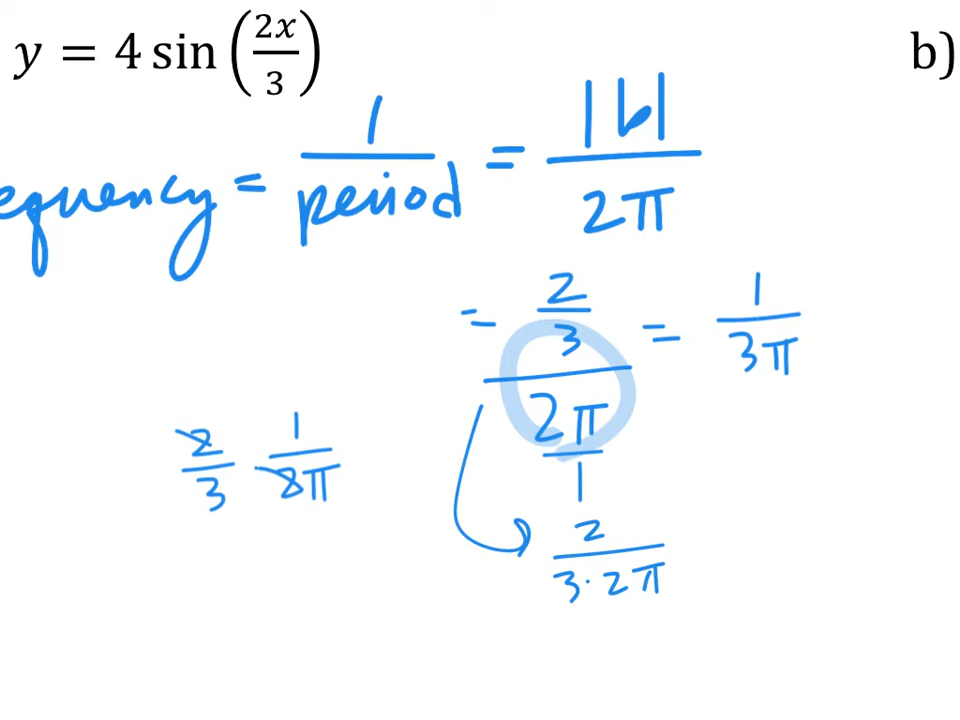 y = 4 sin (2x/3) b)
equency = 1/period = |b|/2π
= (2/3)/(2π/1) = 1/(3π)
2/3 1/(2π)
2/(3·2π)